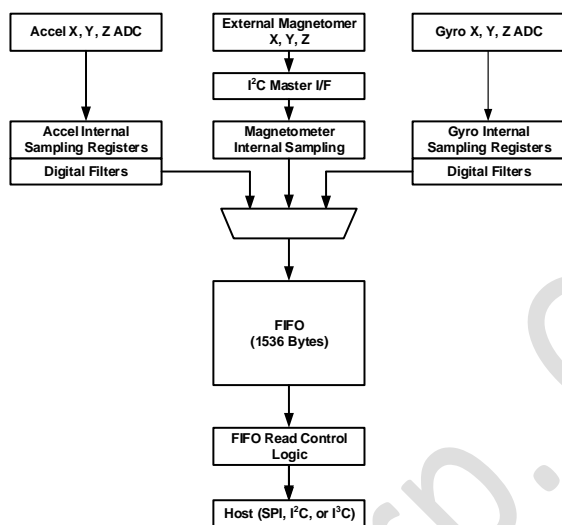 Accel X, Y, Z ADC
External Magnetomer
X, Y, Z
Gyro X, Y, Z ADC
I²C Master I/F
Accel Internal
Sampling Registers
Digital Filters
Magnetometer
Internal Sampling
Gyro Internal
Sampling Registers
Digital Filters
FIFO
(1536 Bytes)
FIFO Read Control
Logic
Host (SPI, I²C, or I³C)